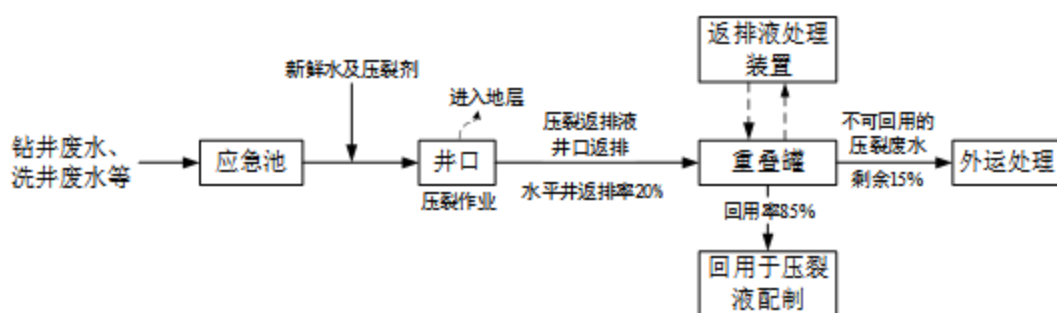 返排液处理
装置
新鲜水及压裂剂
进入地层
钻井废水、
洗井废水等
应急池
井口
压裂作业
压裂返排液
井口返排
水平井返排率20%
重叠罐
不可回用的
压裂废水
剩余15%
外运处理
回用率85%
回用于压裂
液配制